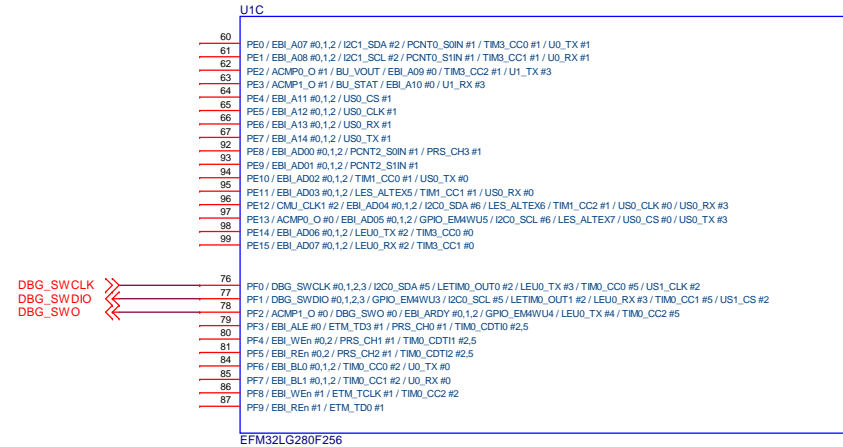 U1C
60 PE0 / EBI_A07 #0,1,2 / I2C1_SDA #2 / PCNT0_S0IN #1 / TIM3_CC0 #1 / U0_TX #1
61 PE1 / EBI_A08 #0,1,2 / I2C1_SCL #2 / PCNT0_S1IN #1 / TIM3_CC1 #1 / U0_RX #1
62 PE2 / ACMP0_O #1 / BU_VOUT / EBI_A09 #0 / TIM3_CC2 #1 / U1_TX #3
63 PE3 / ACMP1_O #1 / BU_STAT / EBI_A10 #0 / U1_RX #3
64 PE4 / EBI_A11 #0,1,2 / US0_CS #1
65 PE5 / EBI_A12 #0,1,2 / US0_CLK #1
66 PE6 / EBI_A13 #0,1,2 / US0_RX #1
67 PE7 / EBI_A14 #0,1,2 / US0_TX #1
92 PE8 / EBI_AD00 #0,1,2 / PCNT2_S0IN #1 / PRS_CH3 #1
93 PE9 / EBI_AD01 #0,1,2 / PCNT2_S1IN #1
94 PE10 / EBI_AD02 #0,1,2 / TIM1_CC0 #1 / US0_TX #0
95 PE11 / EBI_AD03 #0,1,2 / LES_ALTEX5 / TIM1_CC1 #1 / US0_RX #0
96 PE12 / CMU_CLK1 #2 / EBI_AD04 #0,1,2 / I2C0_SDA #6 / LES_ALTEX6 / TIM1_CC2 #1 / US0_CLK #0 / US0_RX #3
97 PE13 / ACMP0_O #0 / EBI_AD05 #0,1,2 / GPIO_EM4WU5 / I2C0_SCL #6 / LES_ALTEX7 / US0_CS #0 / US0_TX #3
98 PE14 / EBI_AD06 #0,1,2 / LEU0_TX #2 / TIM3_CC0 #0
99 PE15 / EBI_AD07 #0,1,2 / LEU0_RX #2 / TIM3_CC1 #0
DBG_SWCLK 76 PF0 / DBG_SWCLK #0,1,2,3 / I2C0_SDA #5 / LETIM0_OUT0 #2 / LEU0_TX #3 / TIM0_CC0 #5 / US1_CLK #2
DBG_SWDIO 77 PF1 / DBG_SWDIO #0,1,2,3 / GPIO_EM4WU3 / I2C0_SCL #5 / LETIM0_OUT1 #2 / LEU0_RX #3 / TIM0_CC1 #5 / US1_CS #2
DBG_SWO 78 PF2 / ACMP1_O #0 / DBG_SWO #0 / EBI_ARDY #0,1,2 / GPIO_EM4WU4 / LEU0_TX #4 / TIM0_CC2 #5
79 PF3 / EBI_ALE #0 / ETM_TD3 #1 / PRS_CH0 #1 / TIM0_CDTI0 #2,5
80 PF4 / EBI_WEn #0,2 / PRS_CH1 #1 / TIM0_CDTI1 #2,5
81 PF5 / EBI_REn #0,2 / PRS_CH2 #1 / TIM0_CDTI2 #2,5
84 PF6 / EBI_BL0 #0,1,2 / TIM0_CC0 #2 / U0_TX #0
85 PF7 / EBI_BL1 #0,1,2 / TIM0_CC1 #2 / U0_RX #0
86 PF8 / EBI_WEn #1 / ETM_TCLK #1 / TIM0_CC2 #2
87 PF9 / EBI_REn #1 / ETM_TD0 #1
EFM32LG280F256